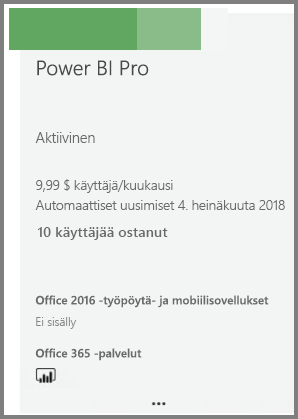 Power BI Pro
Aktiivinen
9,99 $ käyttäjä/kuukausi
Automaattiset uusimiset 4. heinäkuuta 2018
10 käyttäjää ostanut
Office 2016 -työpöytä- ja mobiilisovellukset
Ei sisälly
Office 365 -palvelut